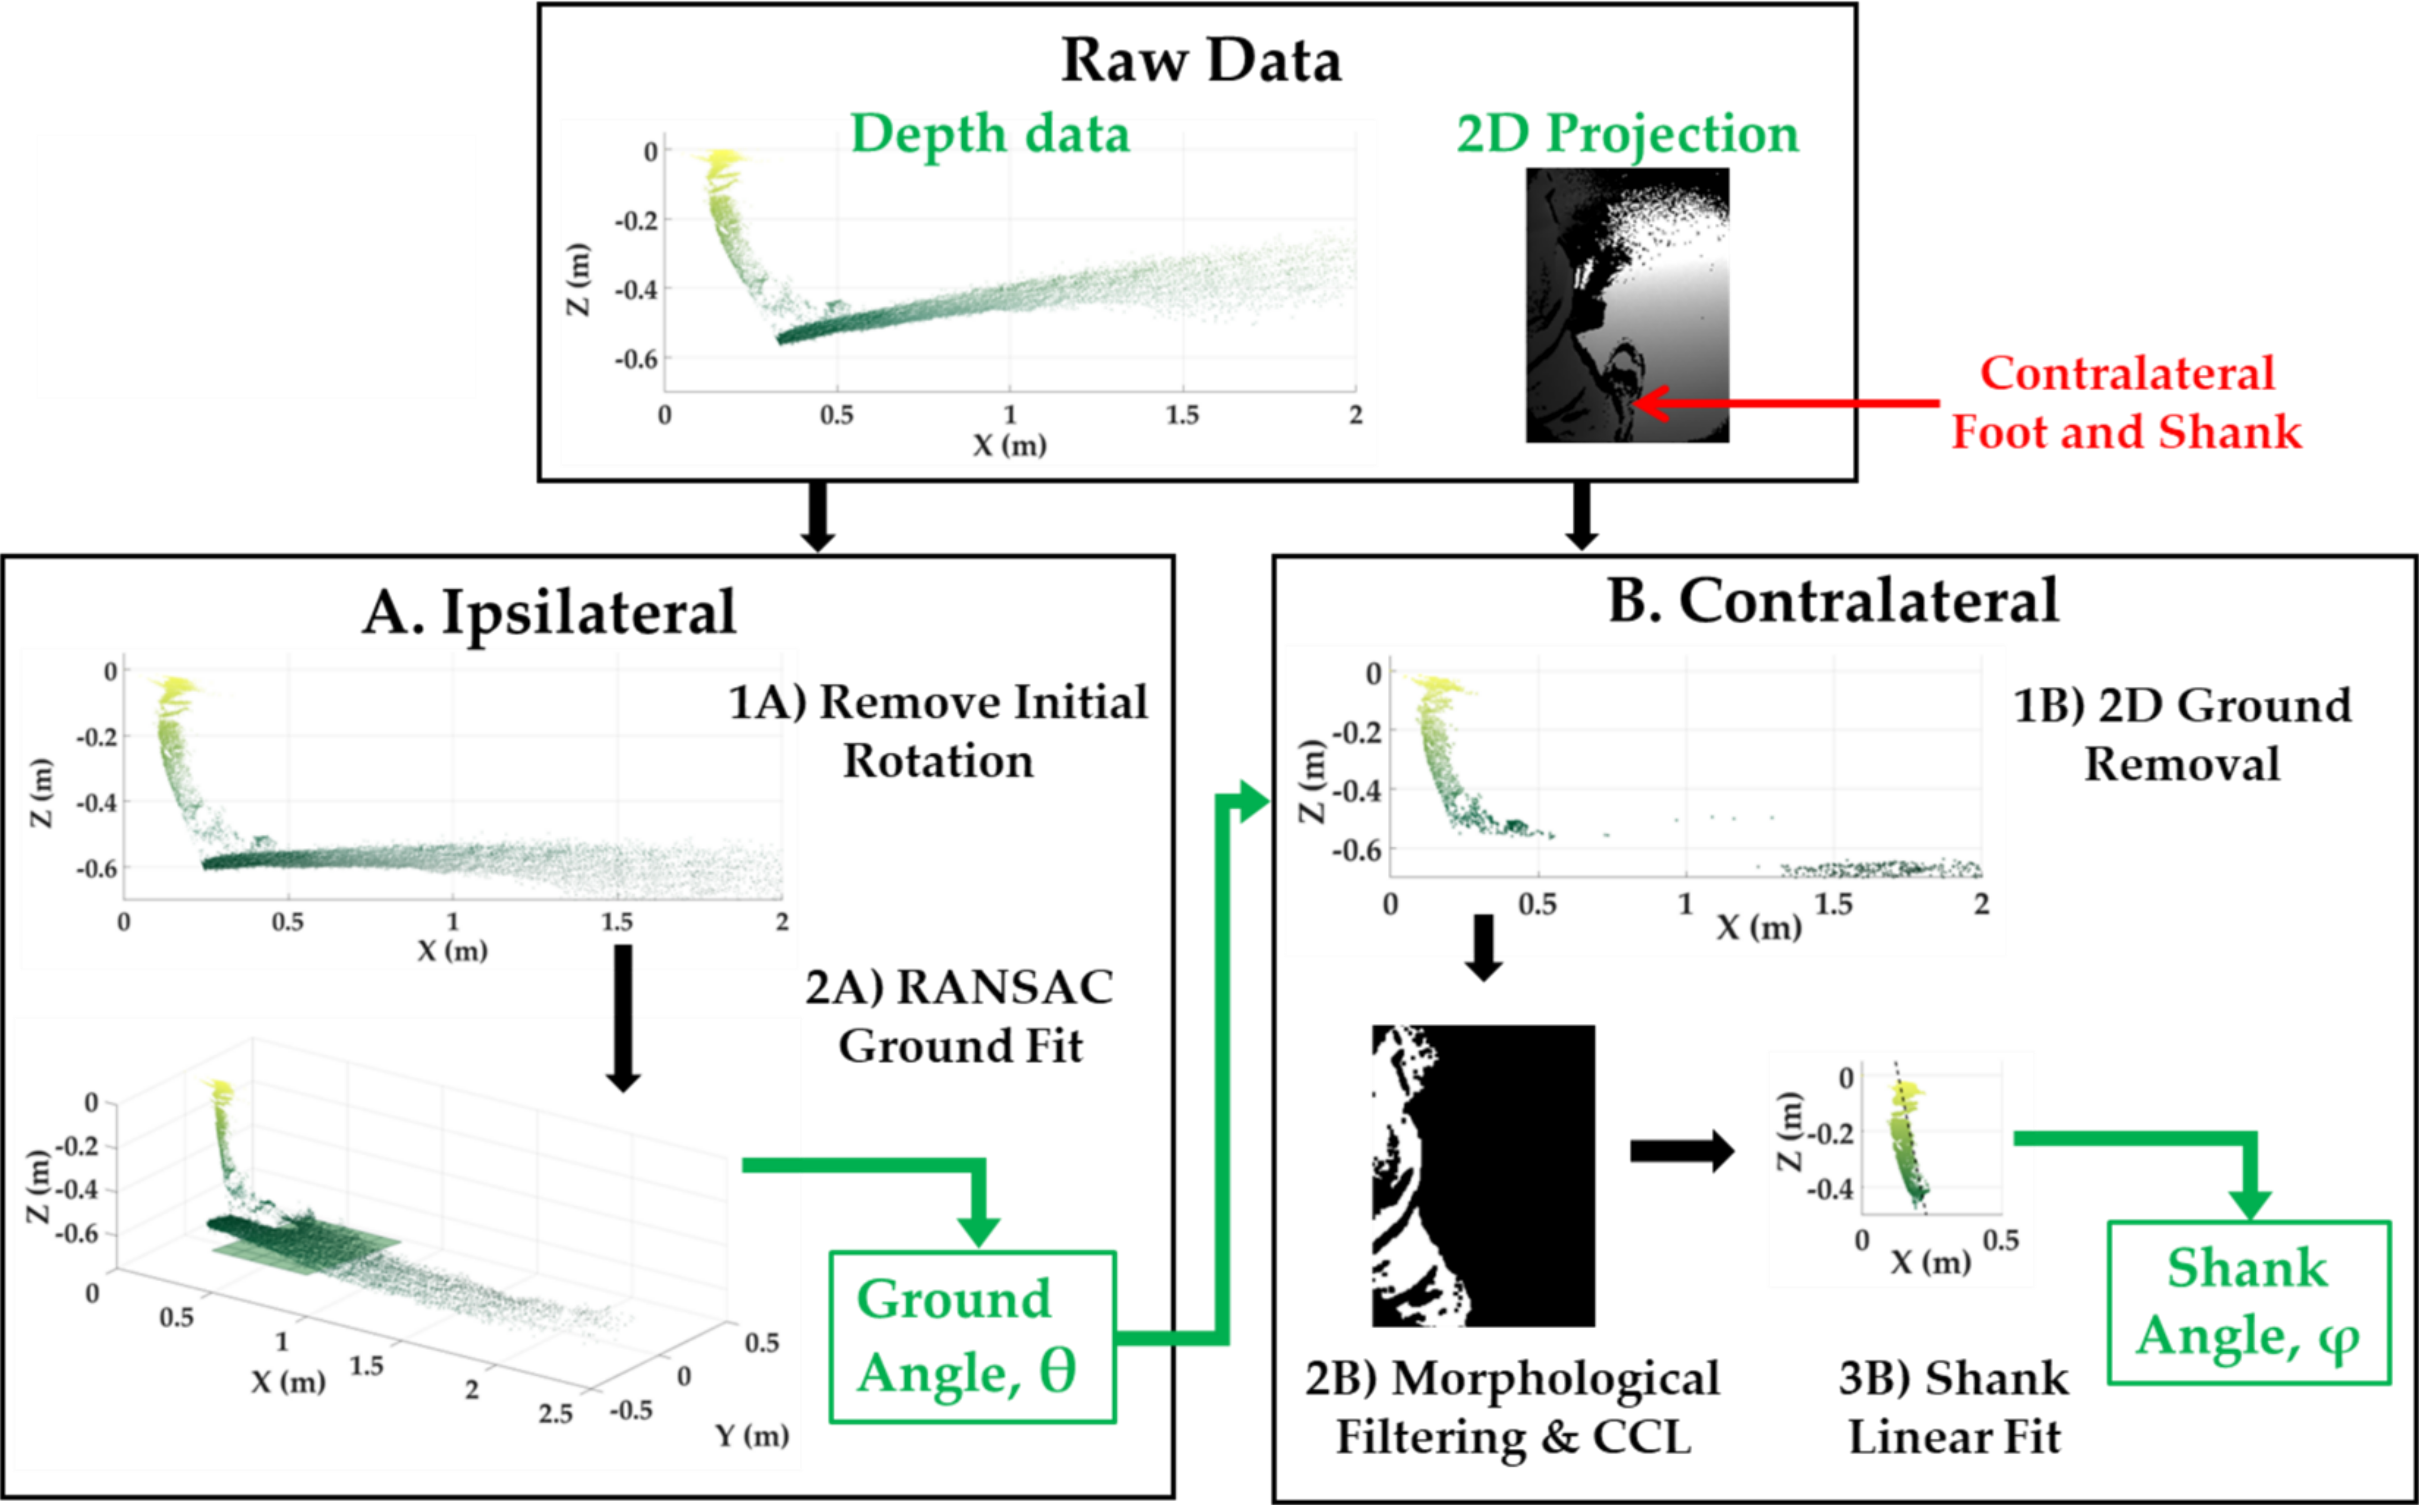 Raw Data
Depth data
2D Projection
0
-0.2
-0.4
-0.6
Z (m)
0
0.5
1
1.5
2
X (m)
Contralateral
Foot and Shank
A. Ipsilateral
0
-0.2
-0.4
-0.6
Z (m)
0
0.5
1
1.5
2
X (m)
1A) Remove Initial
Rotation
2A) RANSAC
Ground Fit
0
-0.2
-0.4
-0.6
Z (m)
0
0.5
1
1.5
2
2.5
X (m)
-0.5
0
0.5
Y (m)
Ground
Angle, θ
B. Contralateral
0
-0.2
-0.4
-0.6
Z (m)
0
0.5
1
1.5
2
X (m)
1B) 2D Ground
Removal
2B) Morphological
Filtering & CCL
0
-0.2
-0.4
Z (m)
0
0.5
X (m)
3B) Shank
Linear Fit
Shank
Angle, φ